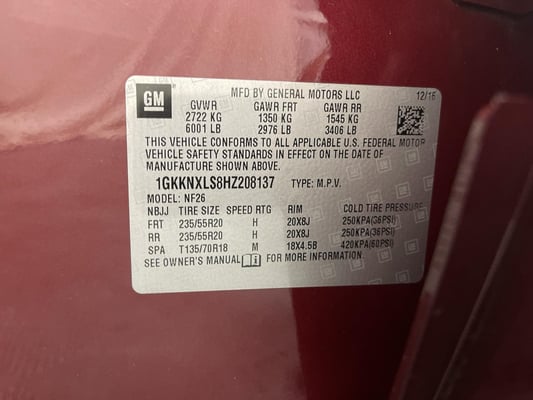 GM
MFD BY GENERAL MOTORS LLC 12/16
GVWR GAWR FRT GAWR RR
2722 KG 1350 KG 1545 KG
6001 LB 2976 LB 3406 LB
THIS VEHICLE CONFORMS TO ALL APPLICABLE U.S. FEDERAL MOTOR
VEHICLE SAFETY STANDARDS IN EFFECT ON THE DATE OF
MANUFACTURE SHOWN ABOVE.
1GKKNXLS8HZ208137 TYPE: M.P.V.
MODEL: NF26
NBJJ TIRE SIZE SPEED RTG RIM COLD TIRE PRESSURE
FRT 235/55R20 H 20X8J 250KPA(36PSI)
RR 235/55R20 H 20X8J 250KPA(36PSI)
SPA T135/70R18 M 18X4.5B 420KPA(60PSI)
SEE OWNER'S MANUAL FOR MORE INFORMATION.